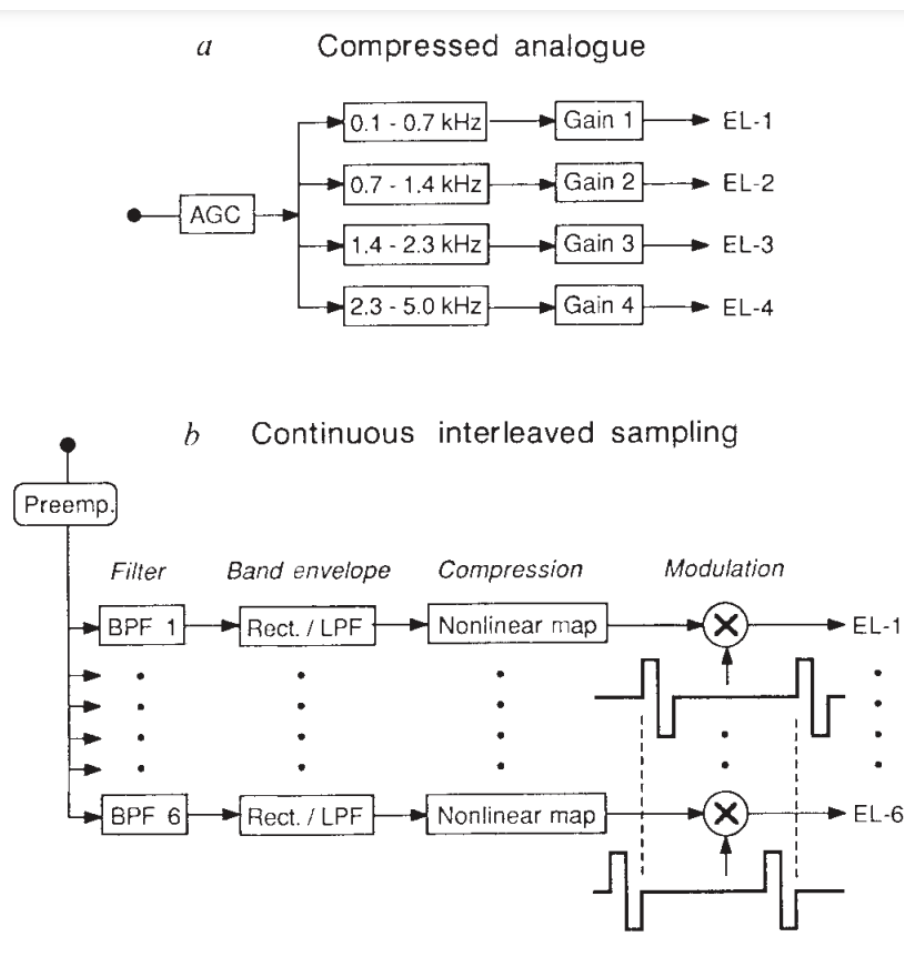 a Compressed analogue
0.1 - 0.7 kHz Gain 1 EL-1
0.7 - 1.4 kHz Gain 2 EL-2
AGC
1.4 - 2.3 kHz Gain 3 EL-3
2.3 - 5.0 kHz Gain 4 EL-4
b Continuous interleaved sampling
Preemp.
Filter Band envelope Compression Modulation
BPF 1 Rect. / LPF Nonlinear map EL-1
BPF 6 Rect. / LPF Nonlinear map EL-6